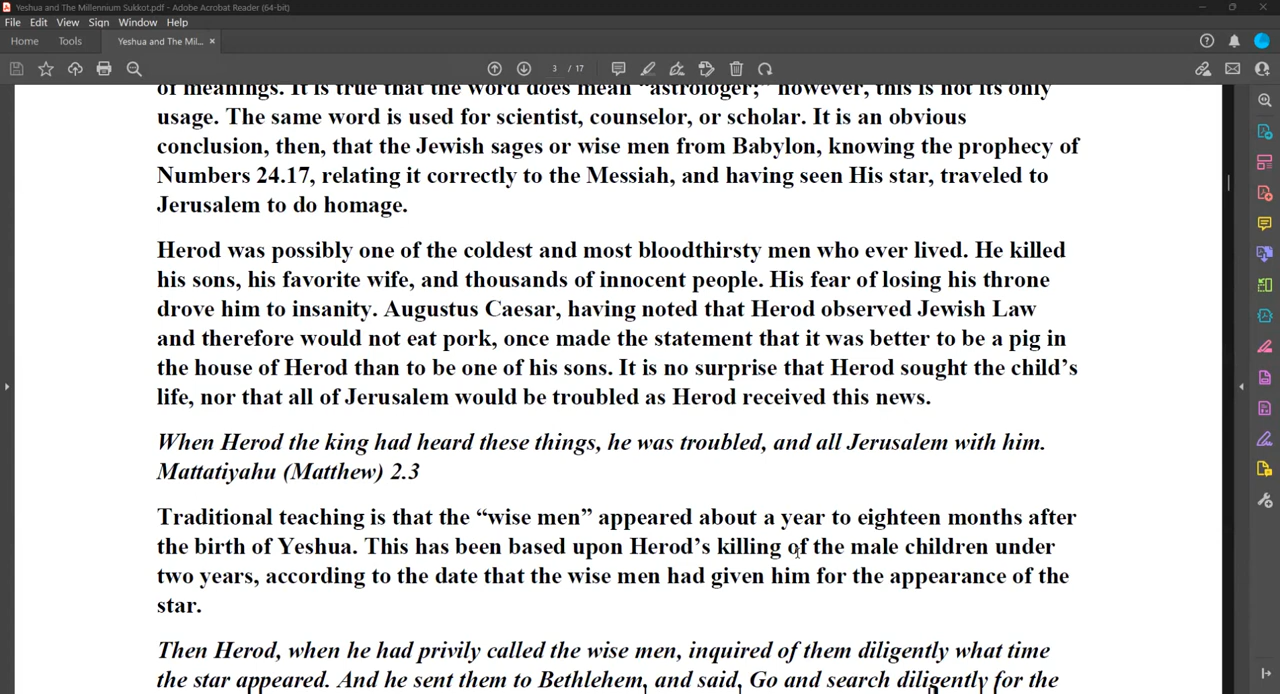 Yeshua and The Millennium Sukkot.pdf - Adobe Acrobat Reader (64-bit)
File Edit View Sign Window Help
Home Tools Yeshua and The Mil... ×
3 / 17
of meanings. It is true that the word does mean “astrologer;” however, this is not its only
usage. The same word is used for scientist, counselor, or scholar. It is an obvious
conclusion, then, that the Jewish sages or wise men from Babylon, knowing the prophecy of
Numbers 24.17, relating it correctly to the Messiah, and having seen His star, traveled to
Jerusalem to do homage.
Herod was possibly one of the coldest and most bloodthirsty men who ever lived. He killed
his sons, his favorite wife, and thousands of innocent people. His fear of losing his throne
drove him to insanity. Augustus Caesar, having noted that Herod observed Jewish Law
and therefore would not eat pork, once made the statement that it was better to be a pig in
the house of Herod than to be one of his sons. It is no surprise that Herod sought the child’s
life, nor that all of Jerusalem would be troubled as Herod received this news.
When Herod the king had heard these things, he was troubled, and all Jerusalem with him.
Mattatiyahu (Matthew) 2.3
Traditional teaching is that the “wise men” appeared about a year to eighteen months after
the birth of Yeshua. This has been based upon Herod’s killing of the male children under
two years, according to the date that the wise men had given him for the appearance of the
star.
Then Herod, when he had privily called the wise men, inquired of them diligently what time
the star appeared. And he sent them to Bethlehem, and said, Go and search diligently for the